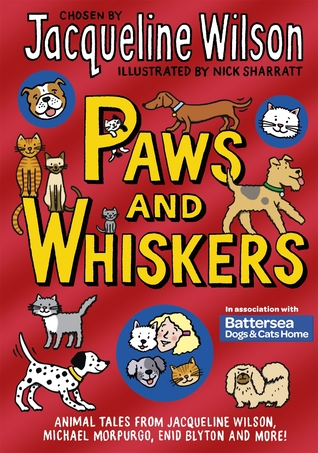 CHOSEN BY
Jacqueline Wilson
ILLUSTRATED BY NICK SHARRATT
PAWS
AND
WHISKERS
In association with
Battersea
Dogs & Cats Home
ANIMAL TALES FROM JACQUELINE WILSON,
MICHAEL MORPURGO, ENID BLYTON AND MORE!